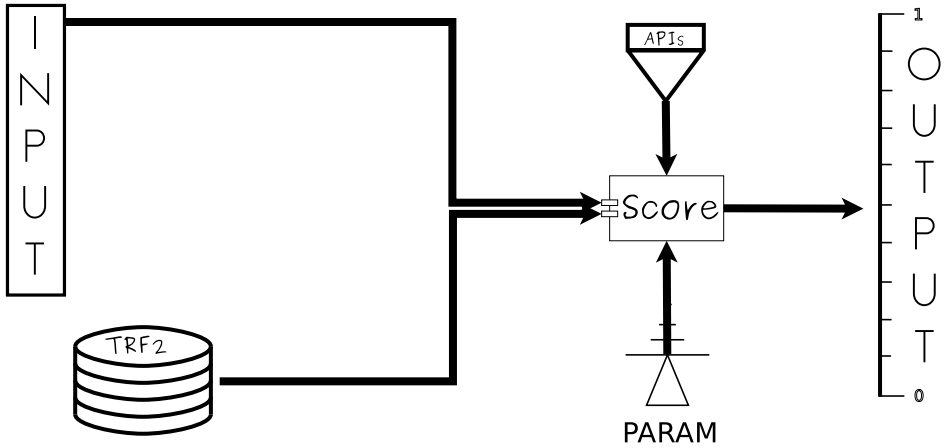 INPUT
TRF2
APIs
Score
PARAM
1
OUTPUT
0